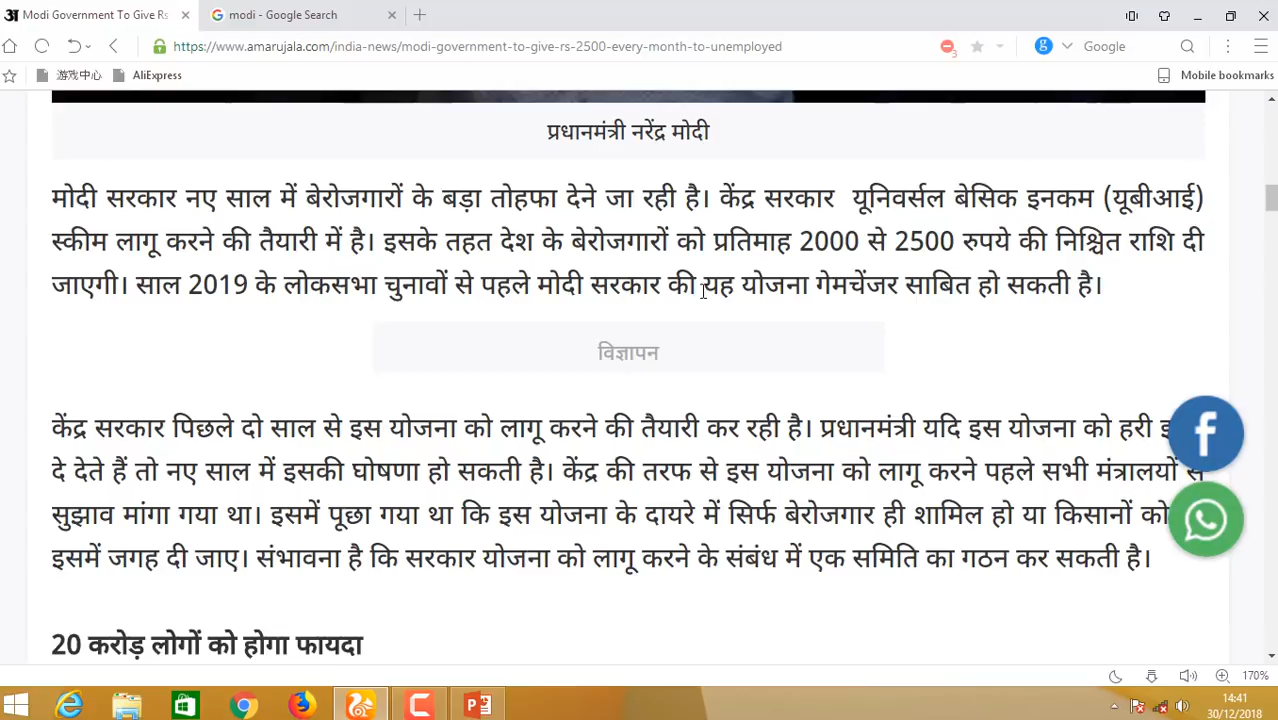 Modi Government To Give Rs
modi - Google Search
https://www.amarujala.com/india-news/modi-government-to-give-rs-2500-every-month-to-unemployed
3
g
Google
游戏中心
AliExpress
Mobile bookmarks
प्रधानमंत्री नरेंद्र मोदी
मोदी सरकार नए साल में बेरोजगारों के बड़ा तोहफा देने जा रही है। केंद्र सरकार यूनिवर्सल बेसिक इनकम (यूबीआई)
स्कीम लागू करने की तैयारी में है। इसके तहत देश के बेरोजगारों को प्रतिमाह 2000 से 2500 रुपये की निश्चित राशि दी
जाएगी। साल 2019 के लोकसभा चुनावों से पहले मोदी सरकार की यह योजना गेमचेंजर साबित हो सकती है।
विज्ञापन
केंद्र सरकार पिछले दो साल से इस योजना को लागू करने की तैयारी कर रही है। प्रधानमंत्री यदि इस योजना को हरी
दे देते हैं तो नए साल में इसकी घोषणा हो सकती है। केंद्र की तरफ से इस योजना को लागू करने पहले सभी मंत्रालयों से
सुझाव मांगा गया था। इसमें पूछा गया था कि इस योजना के दायरे में सिर्फ बेरोजगार ही शामिल हो या किसानों को
इसमें जगह दी जाए। संभावना है कि सरकार योजना को लागू करने के संबंध में एक समिति का गठन कर सकती है।
20 करोड़ लोगों को होगा फायदा
170%
14:41
30/12/2018